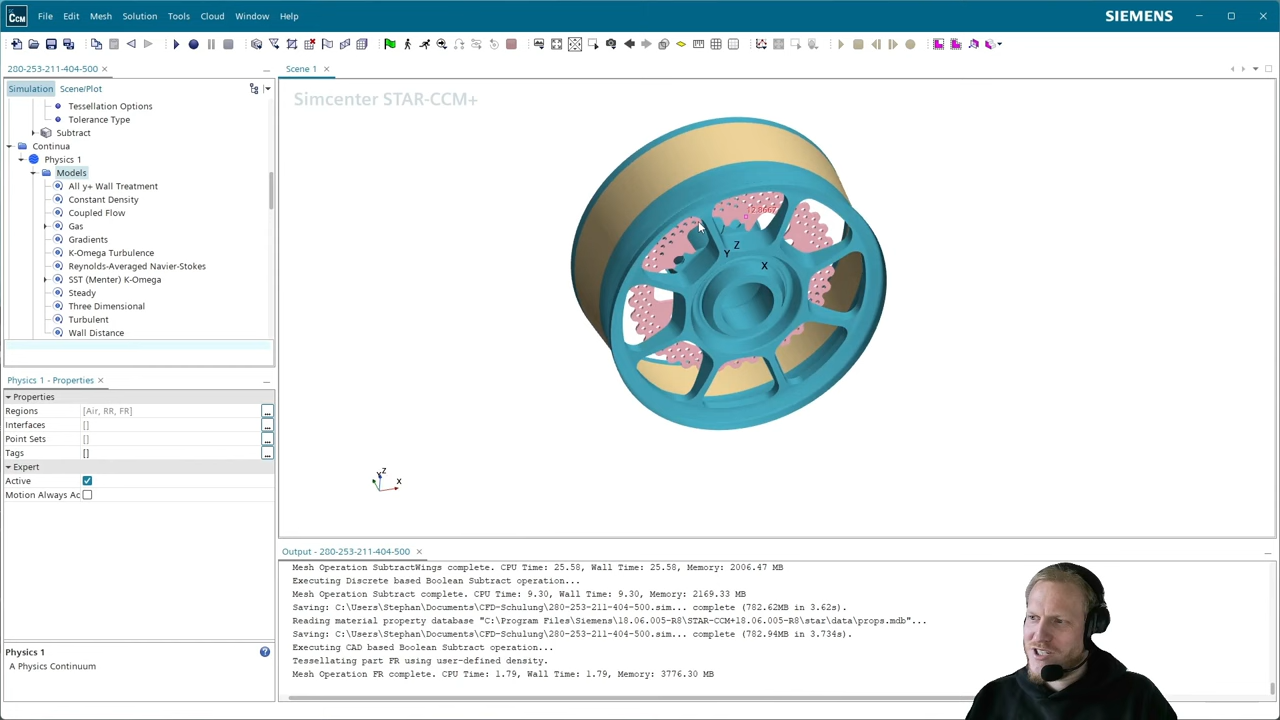 CCM
File Edit Mesh Solution Tools Cloud Window Help
SIEMENS
280-253-211-404-500
Simulation Scene/Plot
Tessellation Options
Tolerance Type
Subtract
Continua
Physics 1
Models
All y+ Wall Treatment
Constant Density
Coupled Flow
Gas
Gradients
K-Omega Turbulence
Reynolds-Averaged Navier-Stokes
SST (Menter) K-Omega
Steady
Three Dimensional
Turbulent
Wall Distance
Physics 1 - Properties
Properties
Regions [Air, RR, FR]
Interfaces []
Point Sets []
Tags []
Expert
Active
Motion Always Ac
Physics 1
A Physics Continuum
Scene 1
Simcenter STAR-CCM+
Z
Y
X
Z
X
Output - 280-253-211-404-500
Mesh Operation SubtractWings complete. CPU Time: 25.58, Wall Time: 25.58, Memory: 2006.47 MB
Executing Discrete based Boolean Subtract operation...
Mesh Operation Subtract complete. CPU Time: 9.30, Wall Time: 9.30, Memory: 2169.33 MB
Saving: C:\Users\Stephan\Documents\CFD-Schulung\280-253-211-404-500.sim... complete (782.62MB in 3.62s).
Reading material property database "C:\Program Files\Siemens\18.06.005-R8\STAR-CCM+18.06.005-R8\star\data\props.mdb"...
Saving: C:\Users\Stephan\Documents\CFD-Schulung\280-253-211-404-500.sim... complete (782.94MB in 3.734s).
Executing CAD based Boolean Subtract operation...
Tessellating part FR using user-defined density.
Mesh Operation FR complete. CPU Time: 1.79, Wall Time: 1.79, Memory: 3776.30 MB